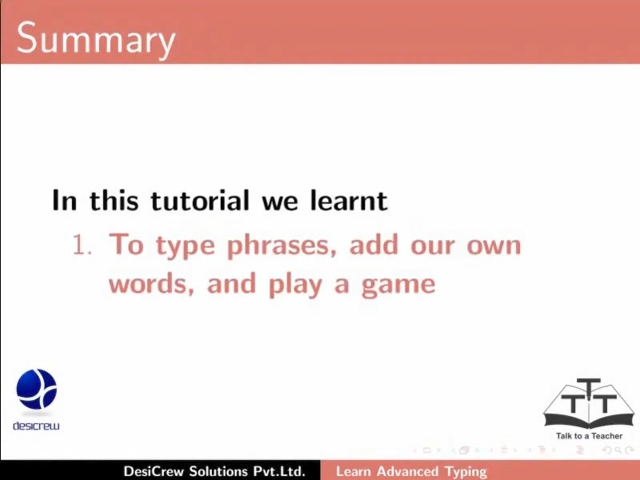 Summary
In this tutorial we learnt
1. To type phrases, add our own
words, and play a game
desicrew
T T T
Talk to a Teacher
DesiCrew Solutions Pvt.Ltd. Learn Advanced Typing